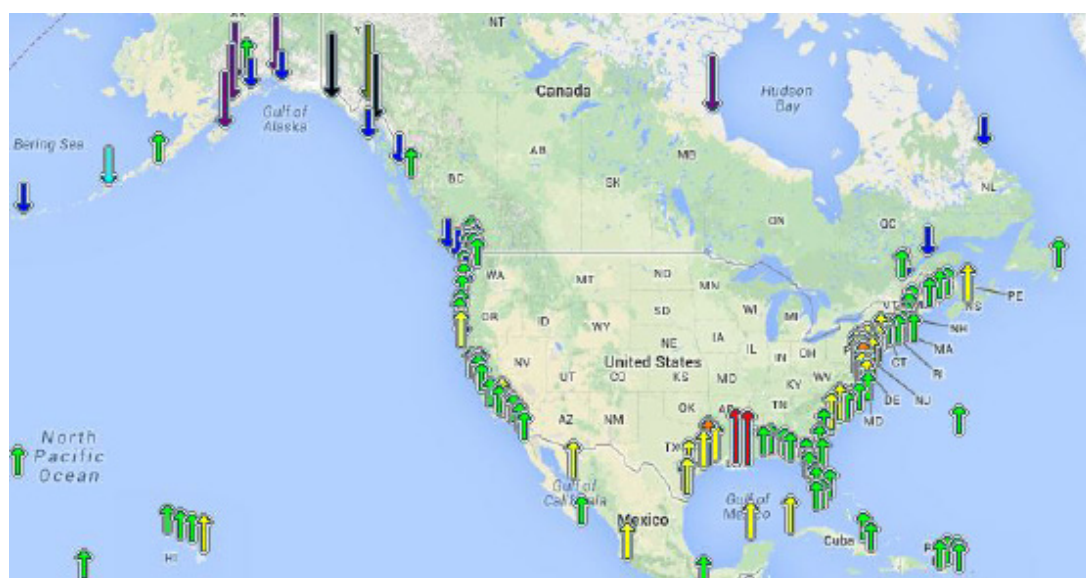 NT
Canada
Hudson
Bay
Gulf of
Alaska
Bering Sea
AB
MB
BC
SK
NL
ON
QC
WA
MT
ND
MN
VT
PE
NS
OR
ID
WY
SD
WI
MI
NH
MA
NE
IA
IL
IN
OH
CT
RI
NV
UT
CO
United States
KS
MO
KY
WV
NJ
DE
MD
AZ
NM
OK
AR
TN
TX
North
Pacific
Ocean
Gulf of
California
Gulf of
Mexico
Mexico
Cuba
HI